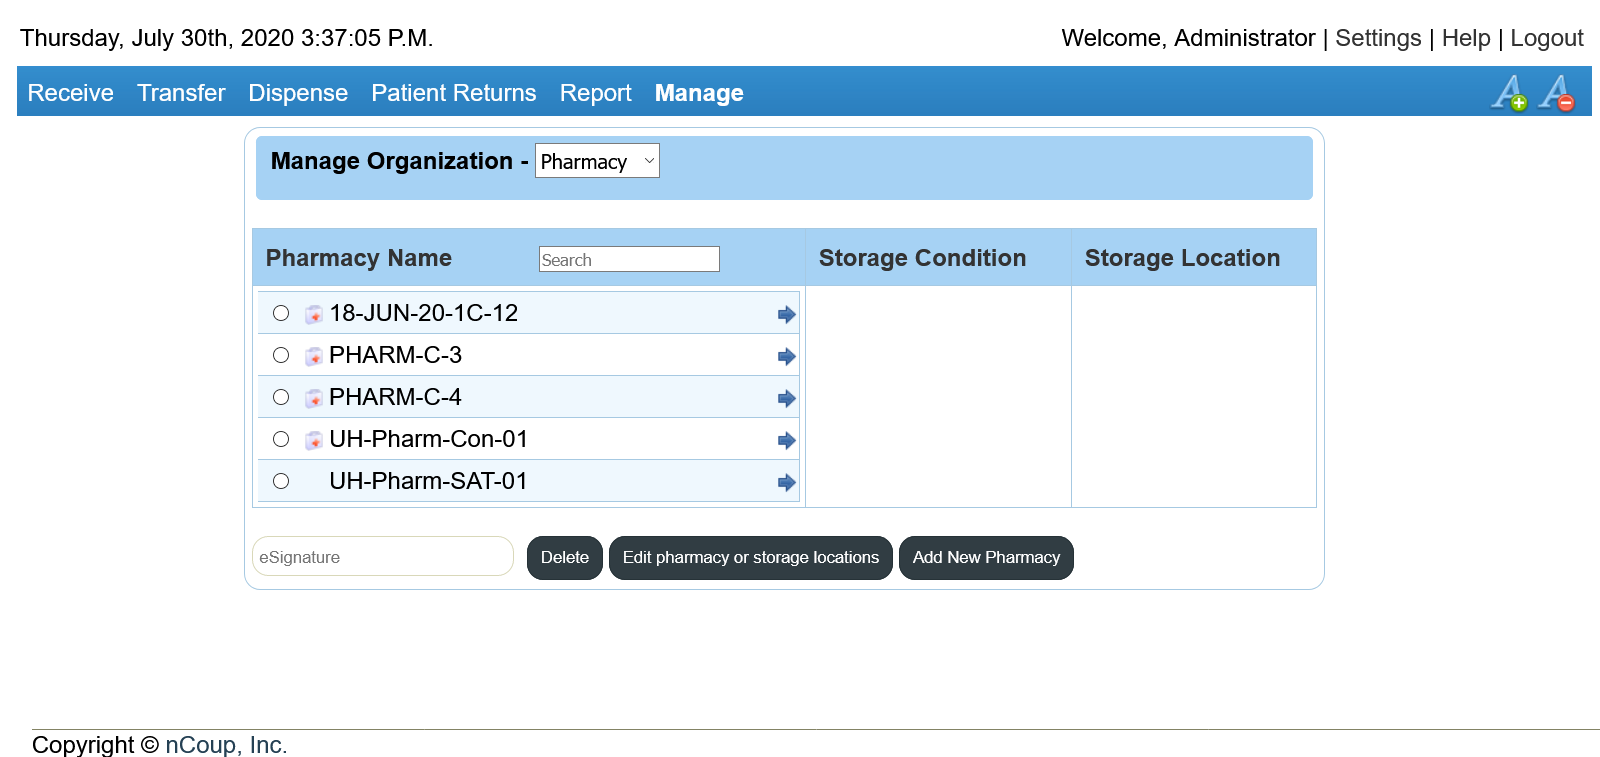 Thursday, July 30th, 2020 3:37:05 P.M. Welcome, Administrator | Settings | Help | Logout
Receive Transfer Dispense Patient Returns Report Manage
Manage Organization - Pharmacy
Pharmacy Name Search Storage Condition Storage Location
18-JUN-20-1C-12
PHARM-C-3
PHARM-C-4
UH-Pharm-Con-01
UH-Pharm-SAT-01
eSignature Delete Edit pharmacy or storage locations Add New Pharmacy
Copyright © nCoup, Inc.